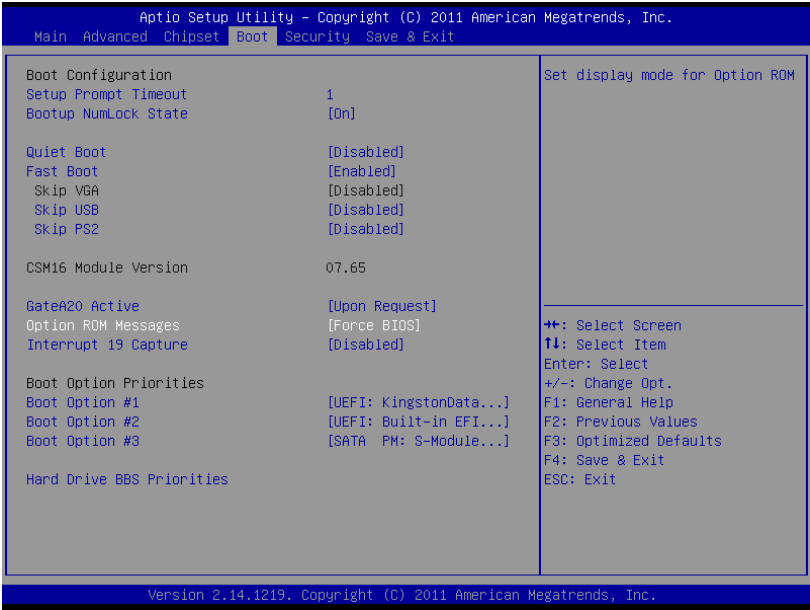 Aptio Setup Utility – Copyright (C) 2011 American Megatrends, Inc.
Main Advanced Chipset Boot Security Save & Exit
Boot Configuration
Setup Prompt Timeout 1
Bootup NumLock State [On]
Quiet Boot [Disabled]
Fast Boot [Enabled]
Skip VGA [Disabled]
Skip USB [Disabled]
Skip PS2 [Disabled]
CSM16 Module Version 07.65
GateA20 Active [Upon Request]
Option ROM Messages [Force BIOS]
Interrupt 19 Capture [Disabled]
Boot Option Priorities
Boot Option #1 [UEFI: KingstonData...]
Boot Option #2 [UEFI: Built-in EFI...]
Boot Option #3 [SATA PM: S-Module...]
Hard Drive BBS Priorities
Set display mode for Option ROM
→←: Select Screen
↑↓: Select Item
Enter: Select
+/-: Change Opt.
F1: General Help
F2: Previous Values
F3: Optimized Defaults
F4: Save & Exit
ESC: Exit
Version 2.14.1219. Copyright (C) 2011 American Megatrends, Inc.